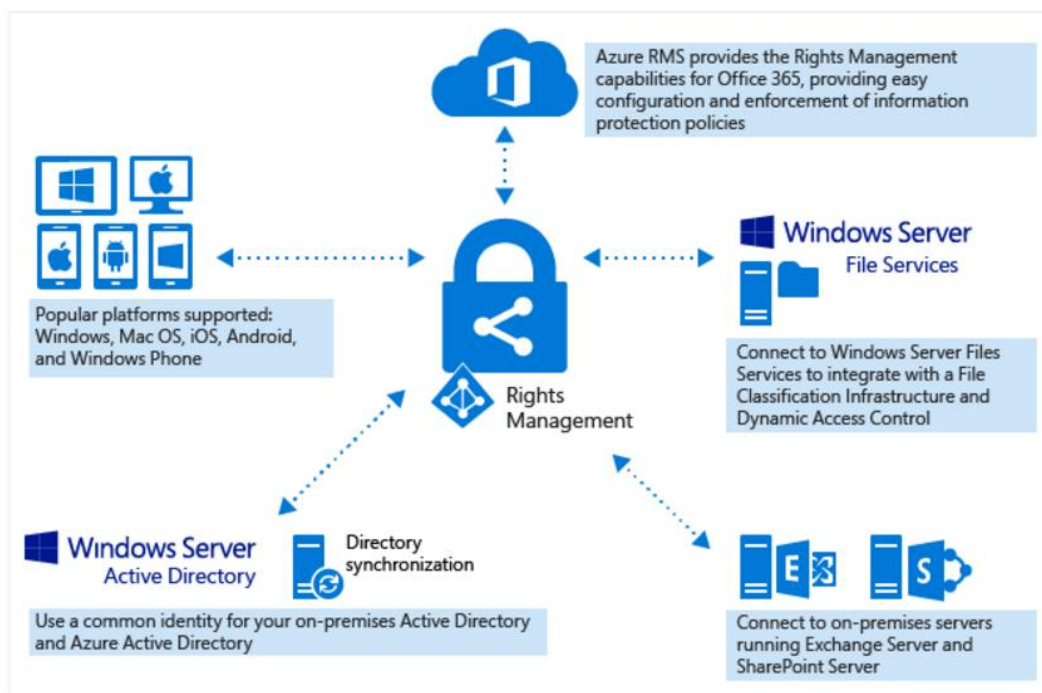 Azure RMS provides the Rights Management
capabilities for Office 365, providing easy
configuration and enforcement of information
protection policies
Popular platforms supported:
Windows, Mac OS, iOS, Android,
and Windows Phone
Rights
Management
Windows Server
File Services
Connect to Windows Server Files
Services to integrate with a File
Classification Infrastructure and
Dynamic Access Control
Windows Server
Active Directory
Directory
synchronization
Use a common identity for your on-premises Active Directory
and Azure Active Directory
E
S
Connect to on-premises servers
running Exchange Server and
SharePoint Server